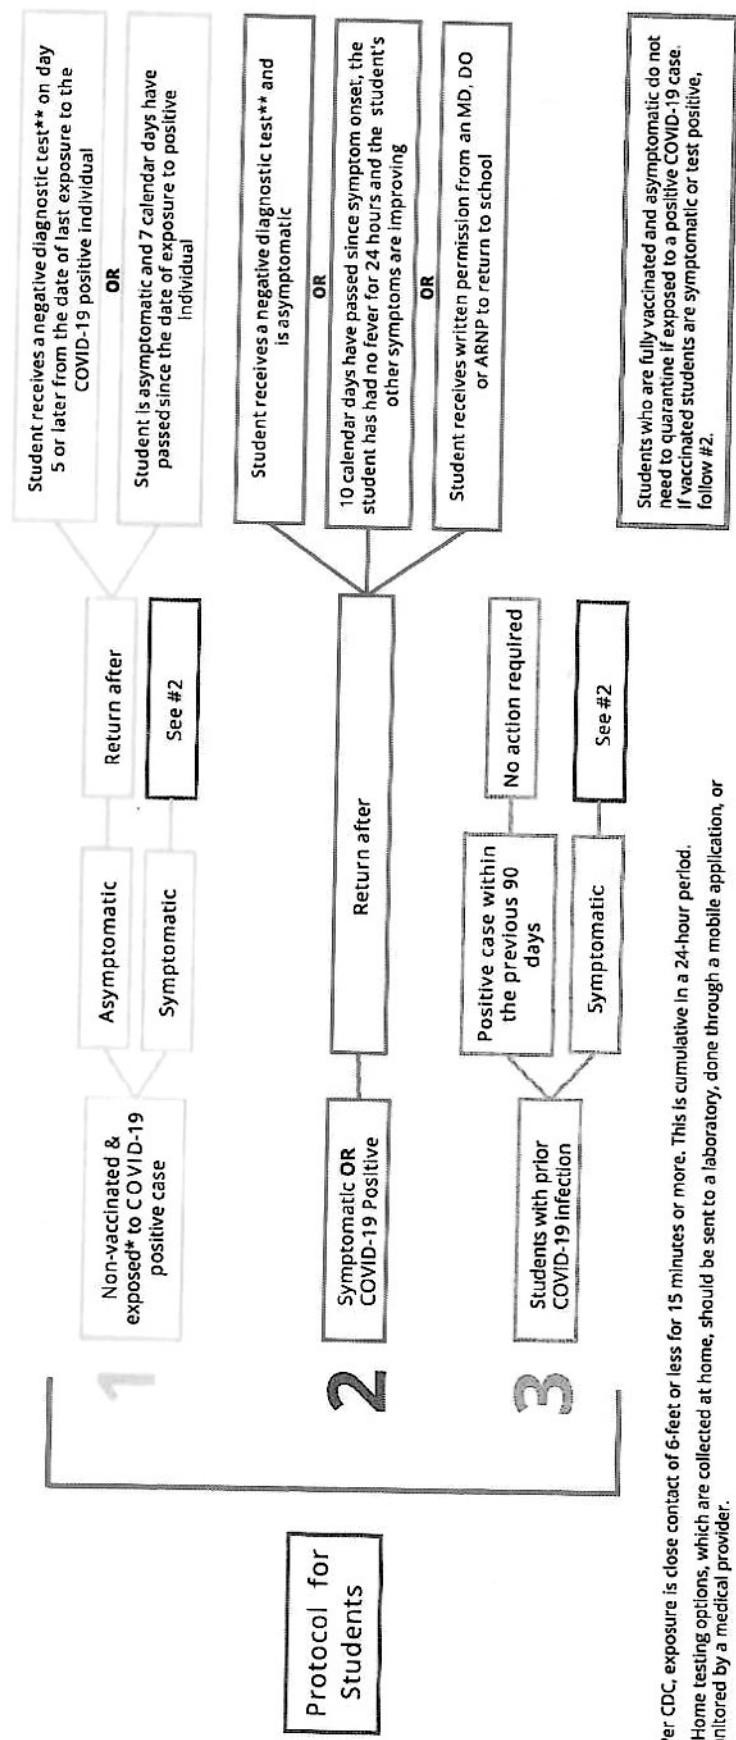 Protocol for
Students
1
Non-vaccinated &
exposed* to COVID-19
positive case
Asymptomatic
Return after
Student receives a negative diagnostic test** on day
5 or later from the date of last exposure to the
COVID-19 positive individual
OR
Student is asymptomatic and 7 calendar days have
passed since the date of exposure to positive
individual
Symptomatic
See #2
2
Symptomatic OR
COVID-19 Positive
Return after
Student receives a negative diagnostic test** and
is asymptomatic
OR
10 calendar days have passed since symptom onset, the
student has had no fever for 24 hours and the student's
other symptoms are improving
OR
Student receives written permission from an MD, DO
or ARNP to return to school
3
Students with prior
COVID-19 infection
Positive case within
the previous 90
days
No action required
Symptomatic
See #2
Students who are fully vaccinated and asymptomatic do not
need to quarantine if exposed to a positive COVID-19 case.
If vaccinated students are symptomatic or test positive,
follow #2.
Per CDC, exposure is close contact of 6-feet or less for 15 minutes or more. This is cumulative in a 24-hour period.
Home testing options, which are collected at home, should be sent to a laboratory, done through a mobile application, or
by a medical provider.